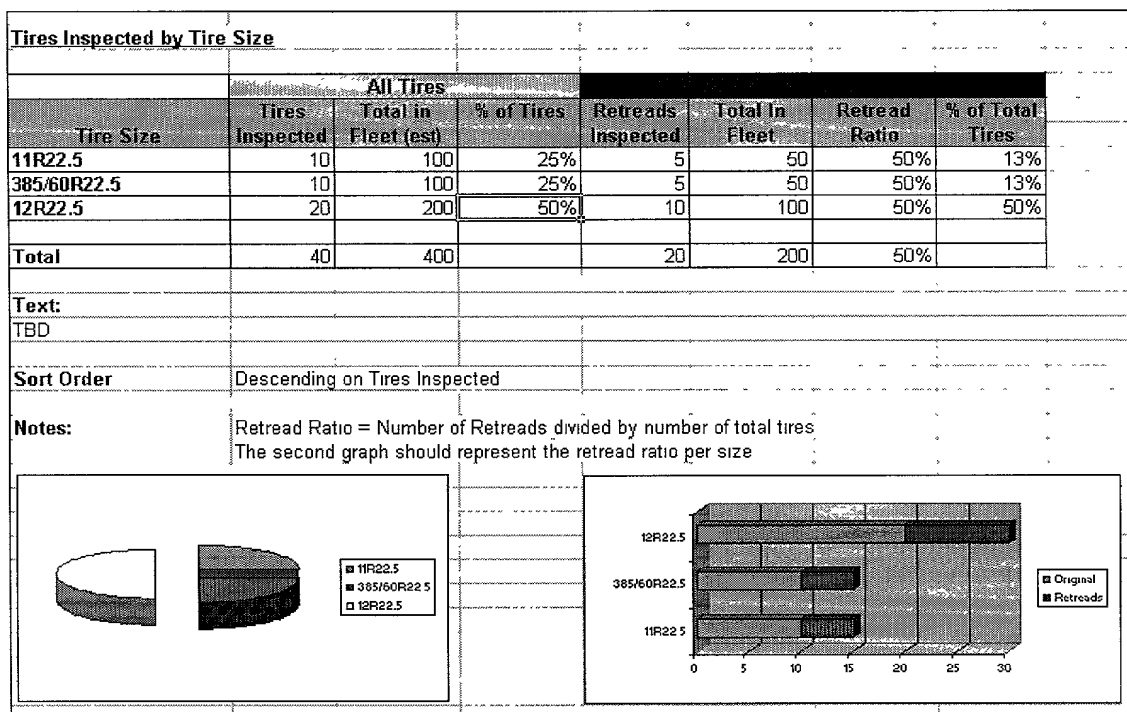 Tires Inspected by Tire Size
All Tires
Tire Size Tires Inspected Total in Fleet (est) % of Tires Retreads Inspected Total In Fleet Retread Ratio % of Total Tires
11R22.5 10 100 25% 5 50 50% 13%
385/60R22.5 10 100 25% 5 50 50% 13%
12R22.5 20 200 50% 10 100 50% 50%
Total 40 400 20 200 50%
Text:
TBD
Sort Order Descending on Tires Inspected
Notes: Retread Ratio = Number of Retreads divided by number of total tires
The second graph should represent the retread ratio per size
11R22.5
385/60R22.5
12R22.5
12R22.5
385/60R22.5
11R22.5
0 5 10 15 20 25 30
Original
Retreads